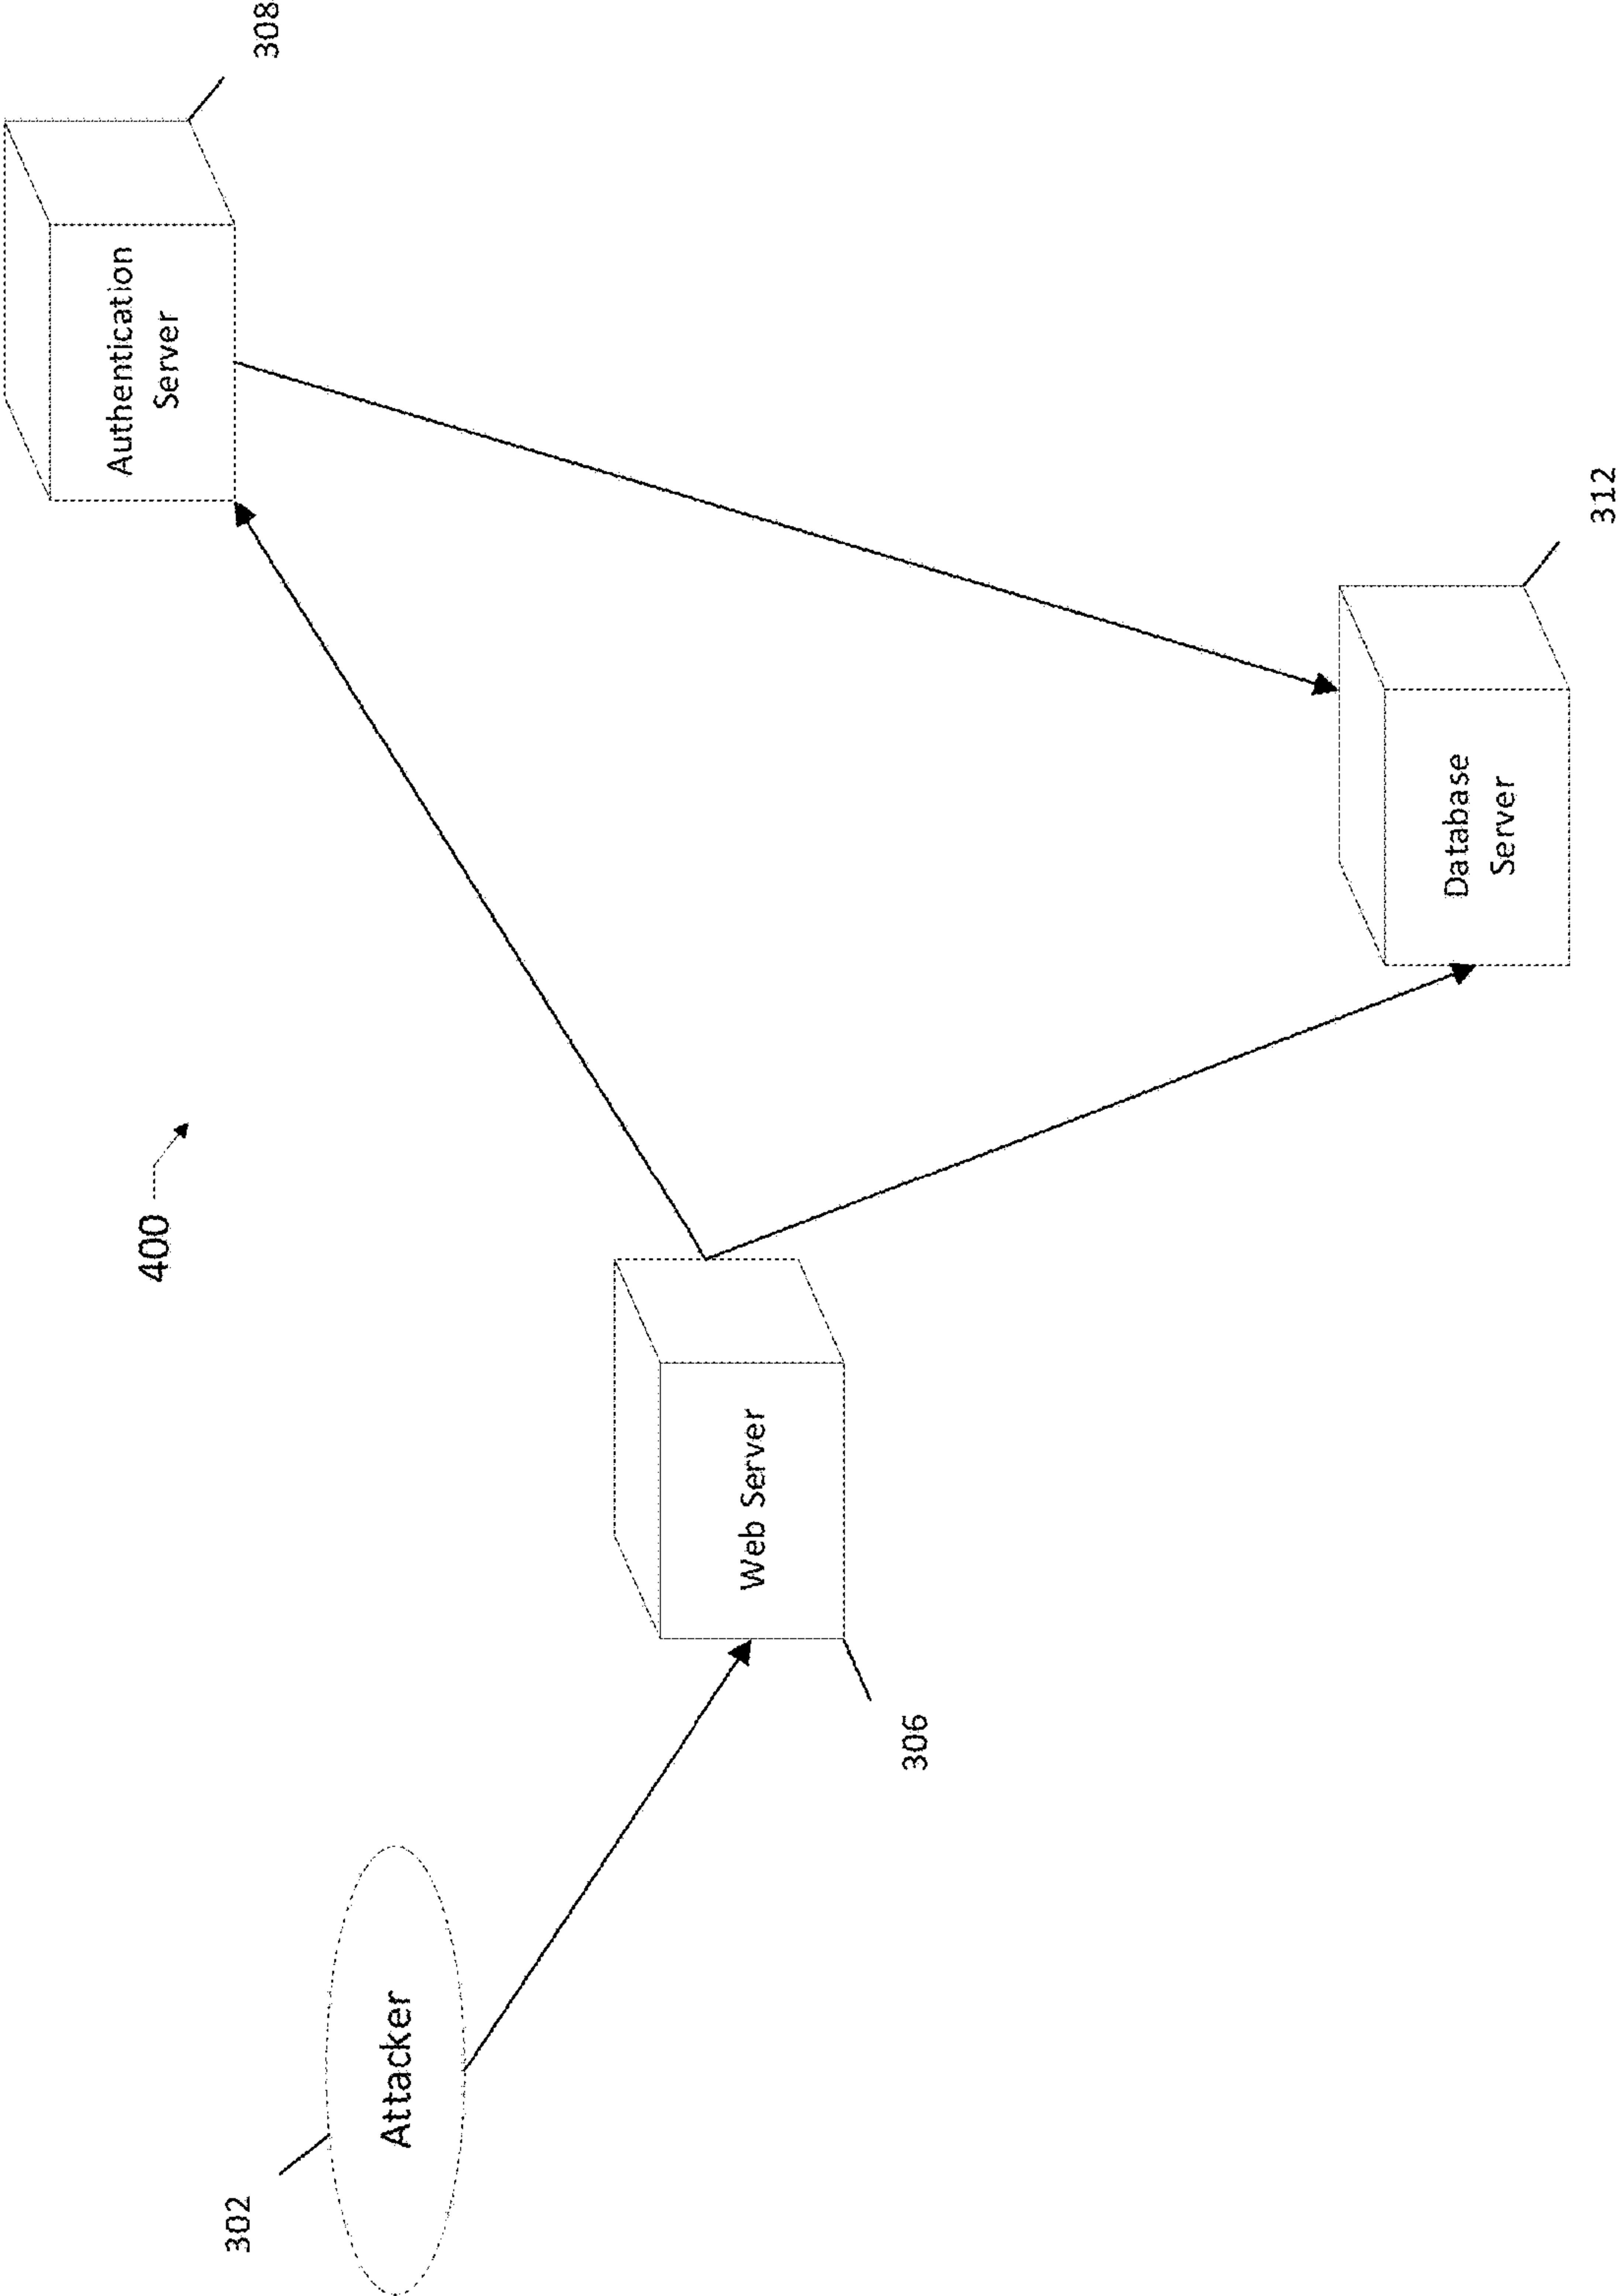 400
302
Attacker
Web Server
306
Authentication
Server
308
Database
Server
312